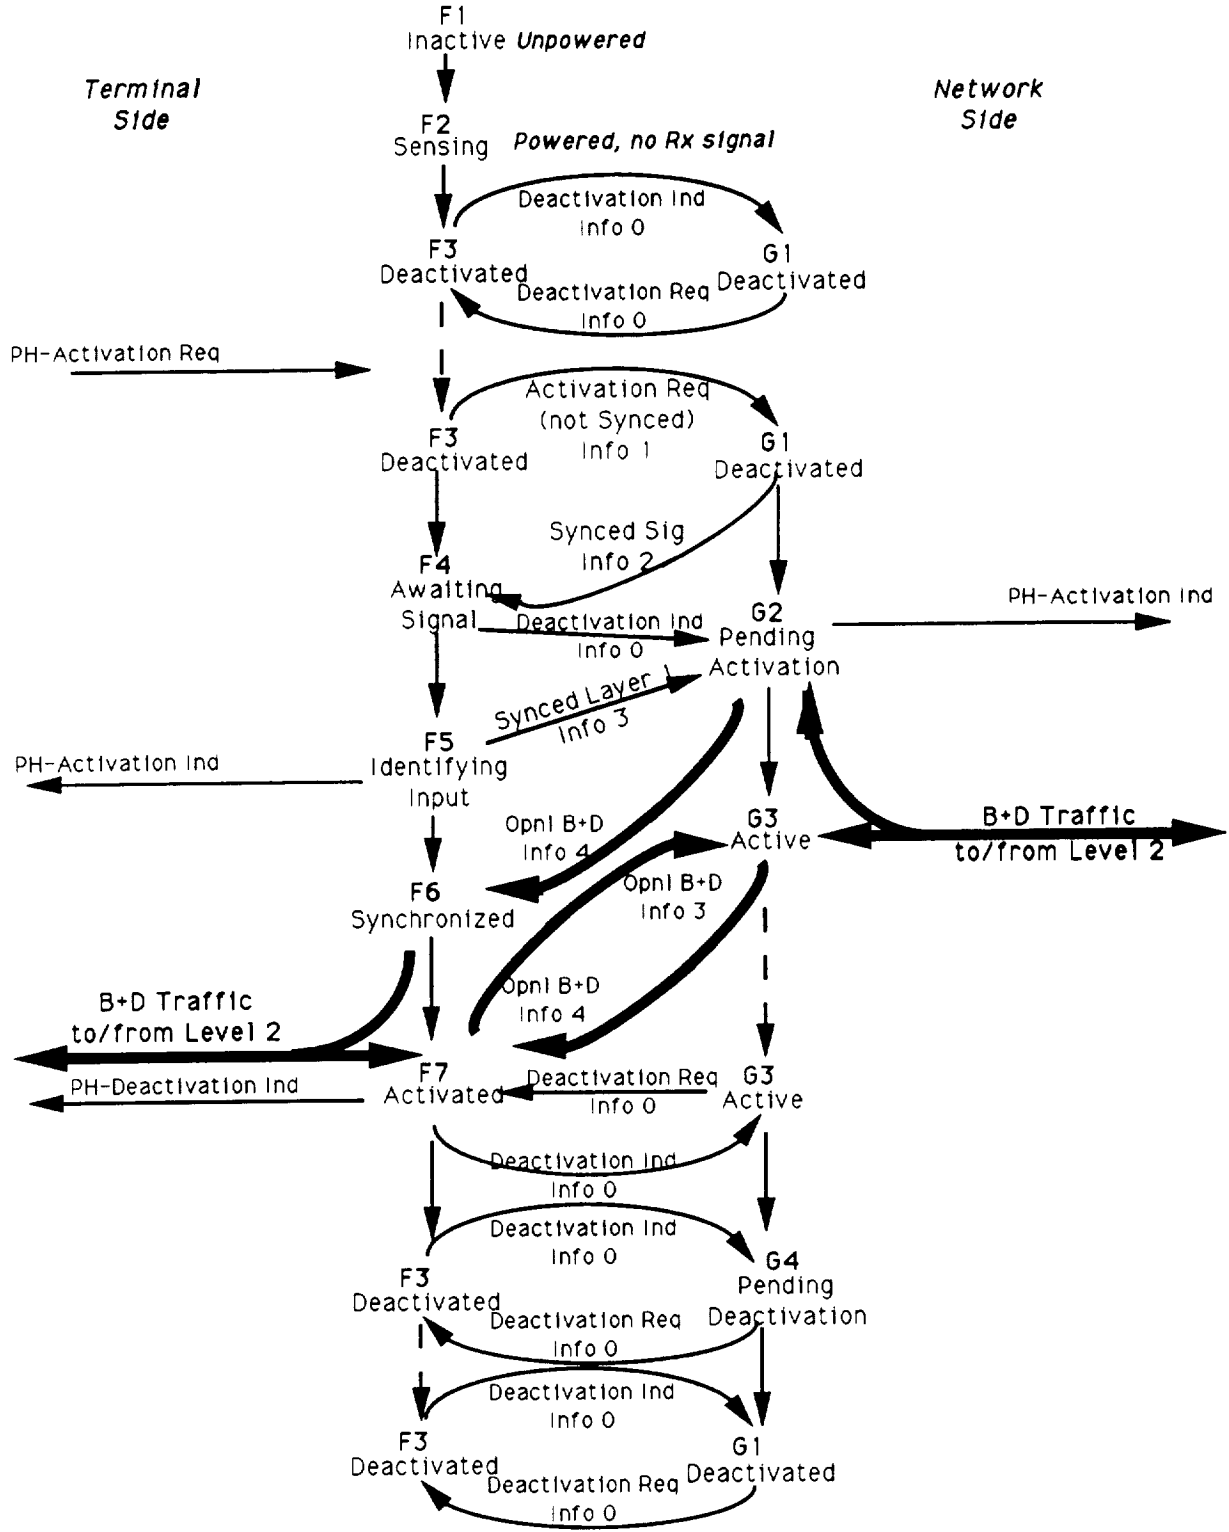 F1
Inactive Unpowered
Terminal
Side
Network
Side
F2
Sensing
Powered, no Rx signal
Deactivation Ind
Info 0
F3
Deactivated
G1
Deactivated
Deactivation Req
Info 0
PH-Activation Req
Activation Req
(not Synced)
Info 1
F3
Deactivated
G1
Deactivated
Synced Sig
Info 2
F4
Awaiting
Signal
Deactivation Ind
Info 0
G2
Pending
Activation
PH-Activation Ind
Synced Layer 1
Info 3
F5
Identifying
Input
PH-Activation Ind
Opnl B+D
Info 4
G3
Active
B+D Traffic
to/from Level 2
Opnl B+D
Info 3
F6
Synchronized
Opnl B+D
Info 4
B+D Traffic
to/from Level 2
F7
Activated
PH-Deactivation Ind
Deactivation Req
Info 0
G3
Active
Deactivation Ind
Info 0
Deactivation Ind
Info 0
F3
Deactivated
G4
Pending
Deactivation
Deactivation Req
Info 0
Deactivation Ind
Info 0
F3
Deactivated
G1
Deactivated
Deactivation Req
Info 0